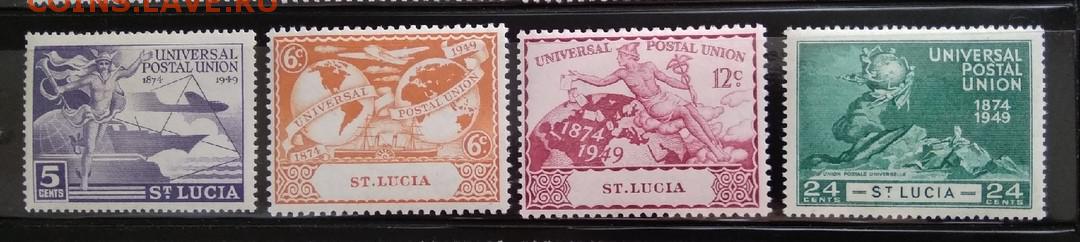 COINS.LAVE.RU
UNIVERSAL
POSTAL UNION
1874 1949
5
CENTS
ST. LUCIA
6c
1949
UNIVERSAL POSTAL UNION
1874
6c
ST. LUCIA
UNIVERSAL POSTAL UNION
12c
1874
1949
ST. LUCIA
UNIVERSAL
POSTAL
UNION
1874
1949
UNION POSTALE UNIVERSELLE
24 ST. LUCIA 24
CENTS CENTS